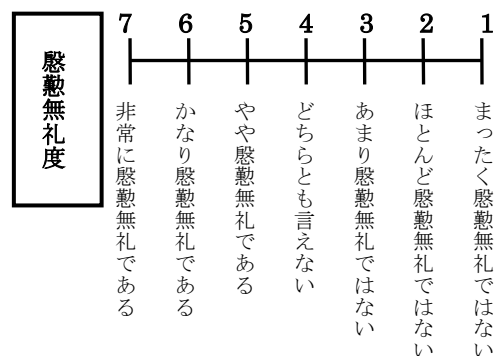 慇懃無礼度
7 6 5 4 3 2 1
まったく慇懃無礼ではない
ほとんど慇懃無礼ではない
あまり慇懃無礼ではない
どちらとも言えない
やや慇懃無礼である
かなり慇懃無礼である
非常に慇懃無礼である